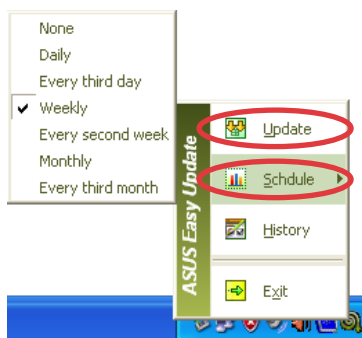 None
Daily
Every third day
Weekly
Every second week
Monthly
Every third month
ASUS Easy Update
Update
Schdule
History
Exit